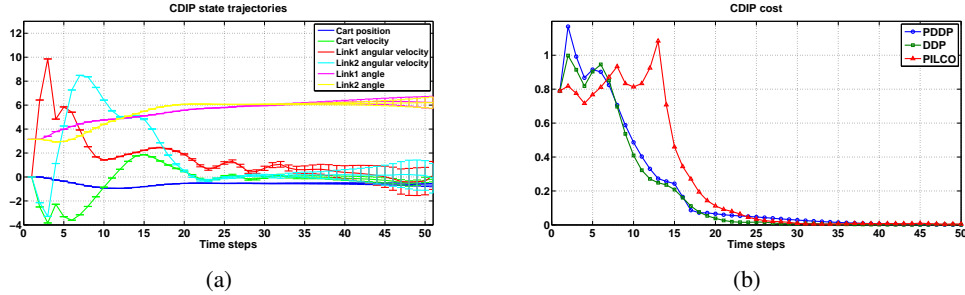 CDIP state trajectories
12
10
8
6
4
2
0
−2
−4
0
5
10
15
20
25
30
35
40
45
50
Time steps
Cart position
Cart velocity
Link1 angular velocity
Link2 angular velocity
Link1 angle
Link2 angle
(a)
CDIP cost
1
0.8
0.6
0.4
0.2
0
0
5
10
15
20
25
30
35
40
45
50
Time steps
PDDP
DDP
PILCO
(b)